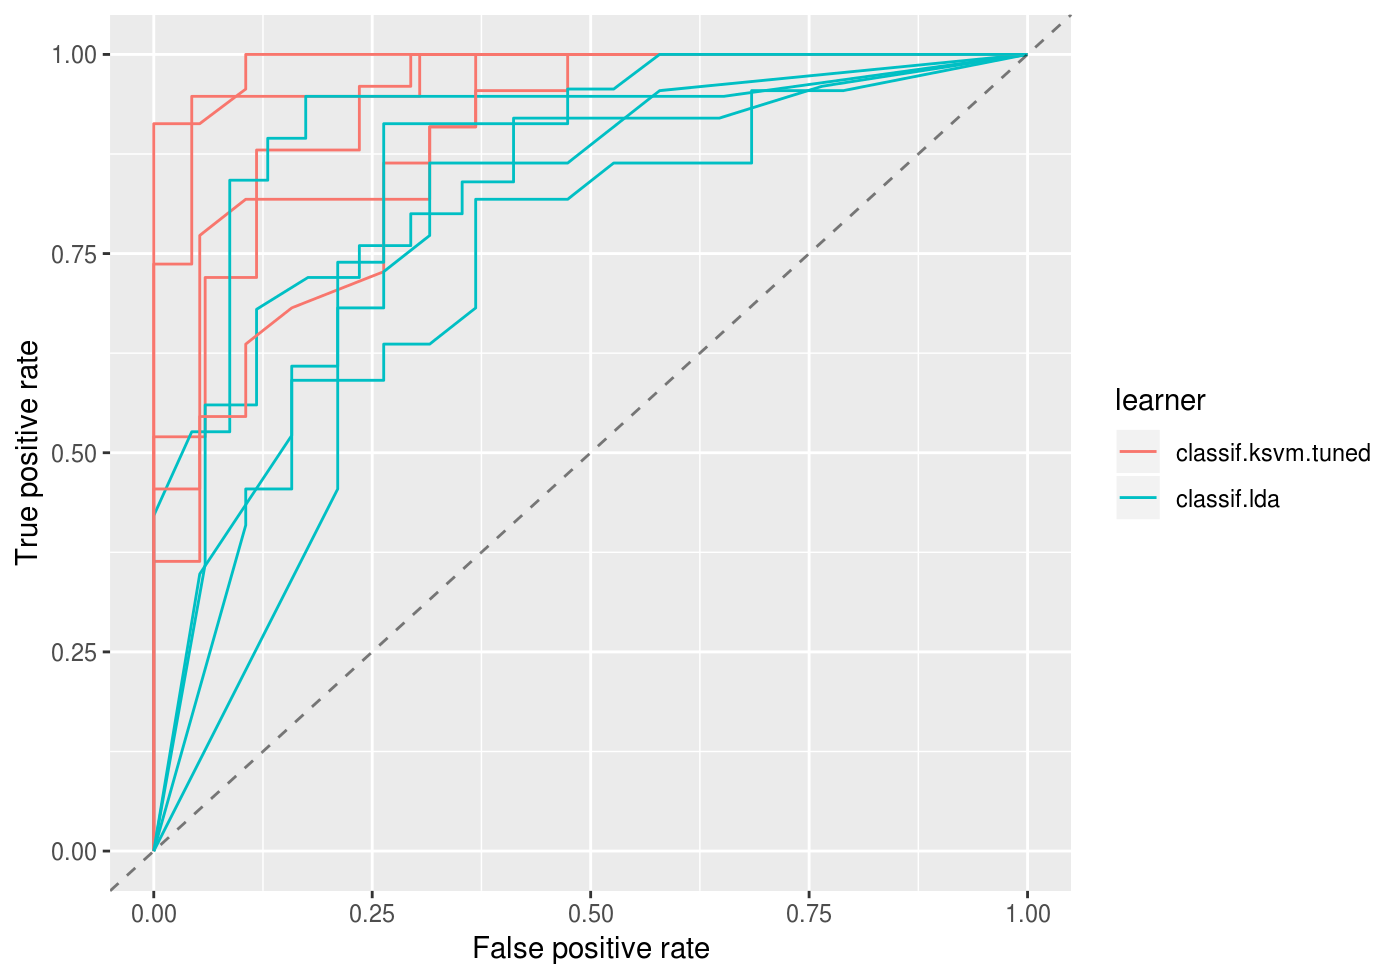 True positive rate
1.00
0.75
0.50
0.25
0.00
0.00 0.25 0.50 0.75 1.00
False positive rate
learner
classif.ksvm.tuned
classif.lda